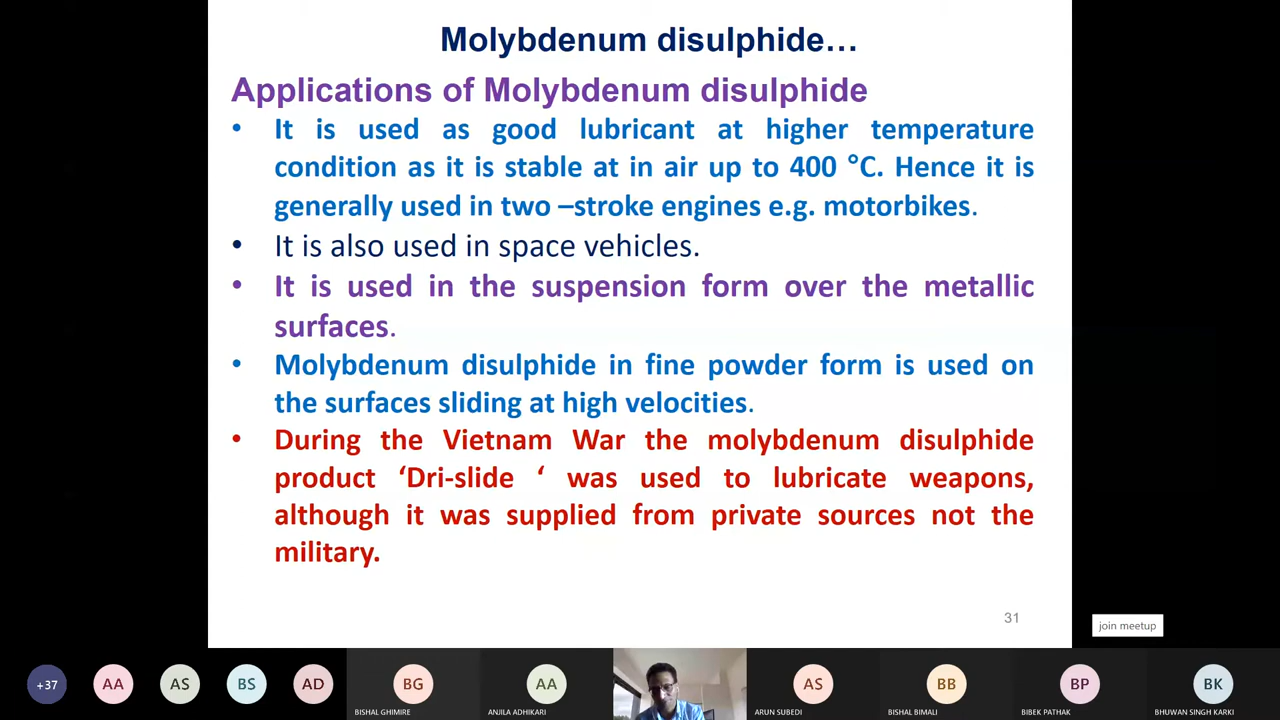 Molybdenum disulphide…
Applications of Molybdenum disulphide
• It is used as good lubricant at higher temperature
condition as it is stable at in air up to 400 °C. Hence it is
generally used in two –stroke engines e.g. motorbikes.
• It is also used in space vehicles.
• It is used in the suspension form over the metallic
surfaces.
• Molybdenum disulphide in fine powder form is used on
the surfaces sliding at high velocities.
• During the Vietnam War the molybdenum disulphide
product ‘Dri-slide ‘ was used to lubricate weapons,
although it was supplied from private sources not the
military.
31
join meetup
+37 AA AS BS AD BG AA AS BB BP BK
BISHAL GHIMIRE ANJILA ADHIKARI ARUN SUBEDI BISHAL BIMALI BIBEK PATHAK BHUWAN SINGH KARKI